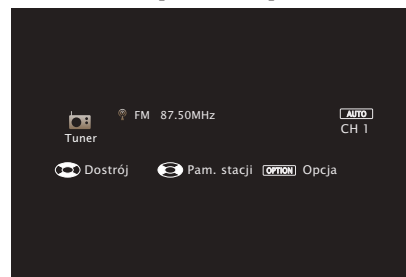 FM 87.50MHz
AUTO
Tuner
CH 1
Dostrój Pam. stacji OPTION Opcja